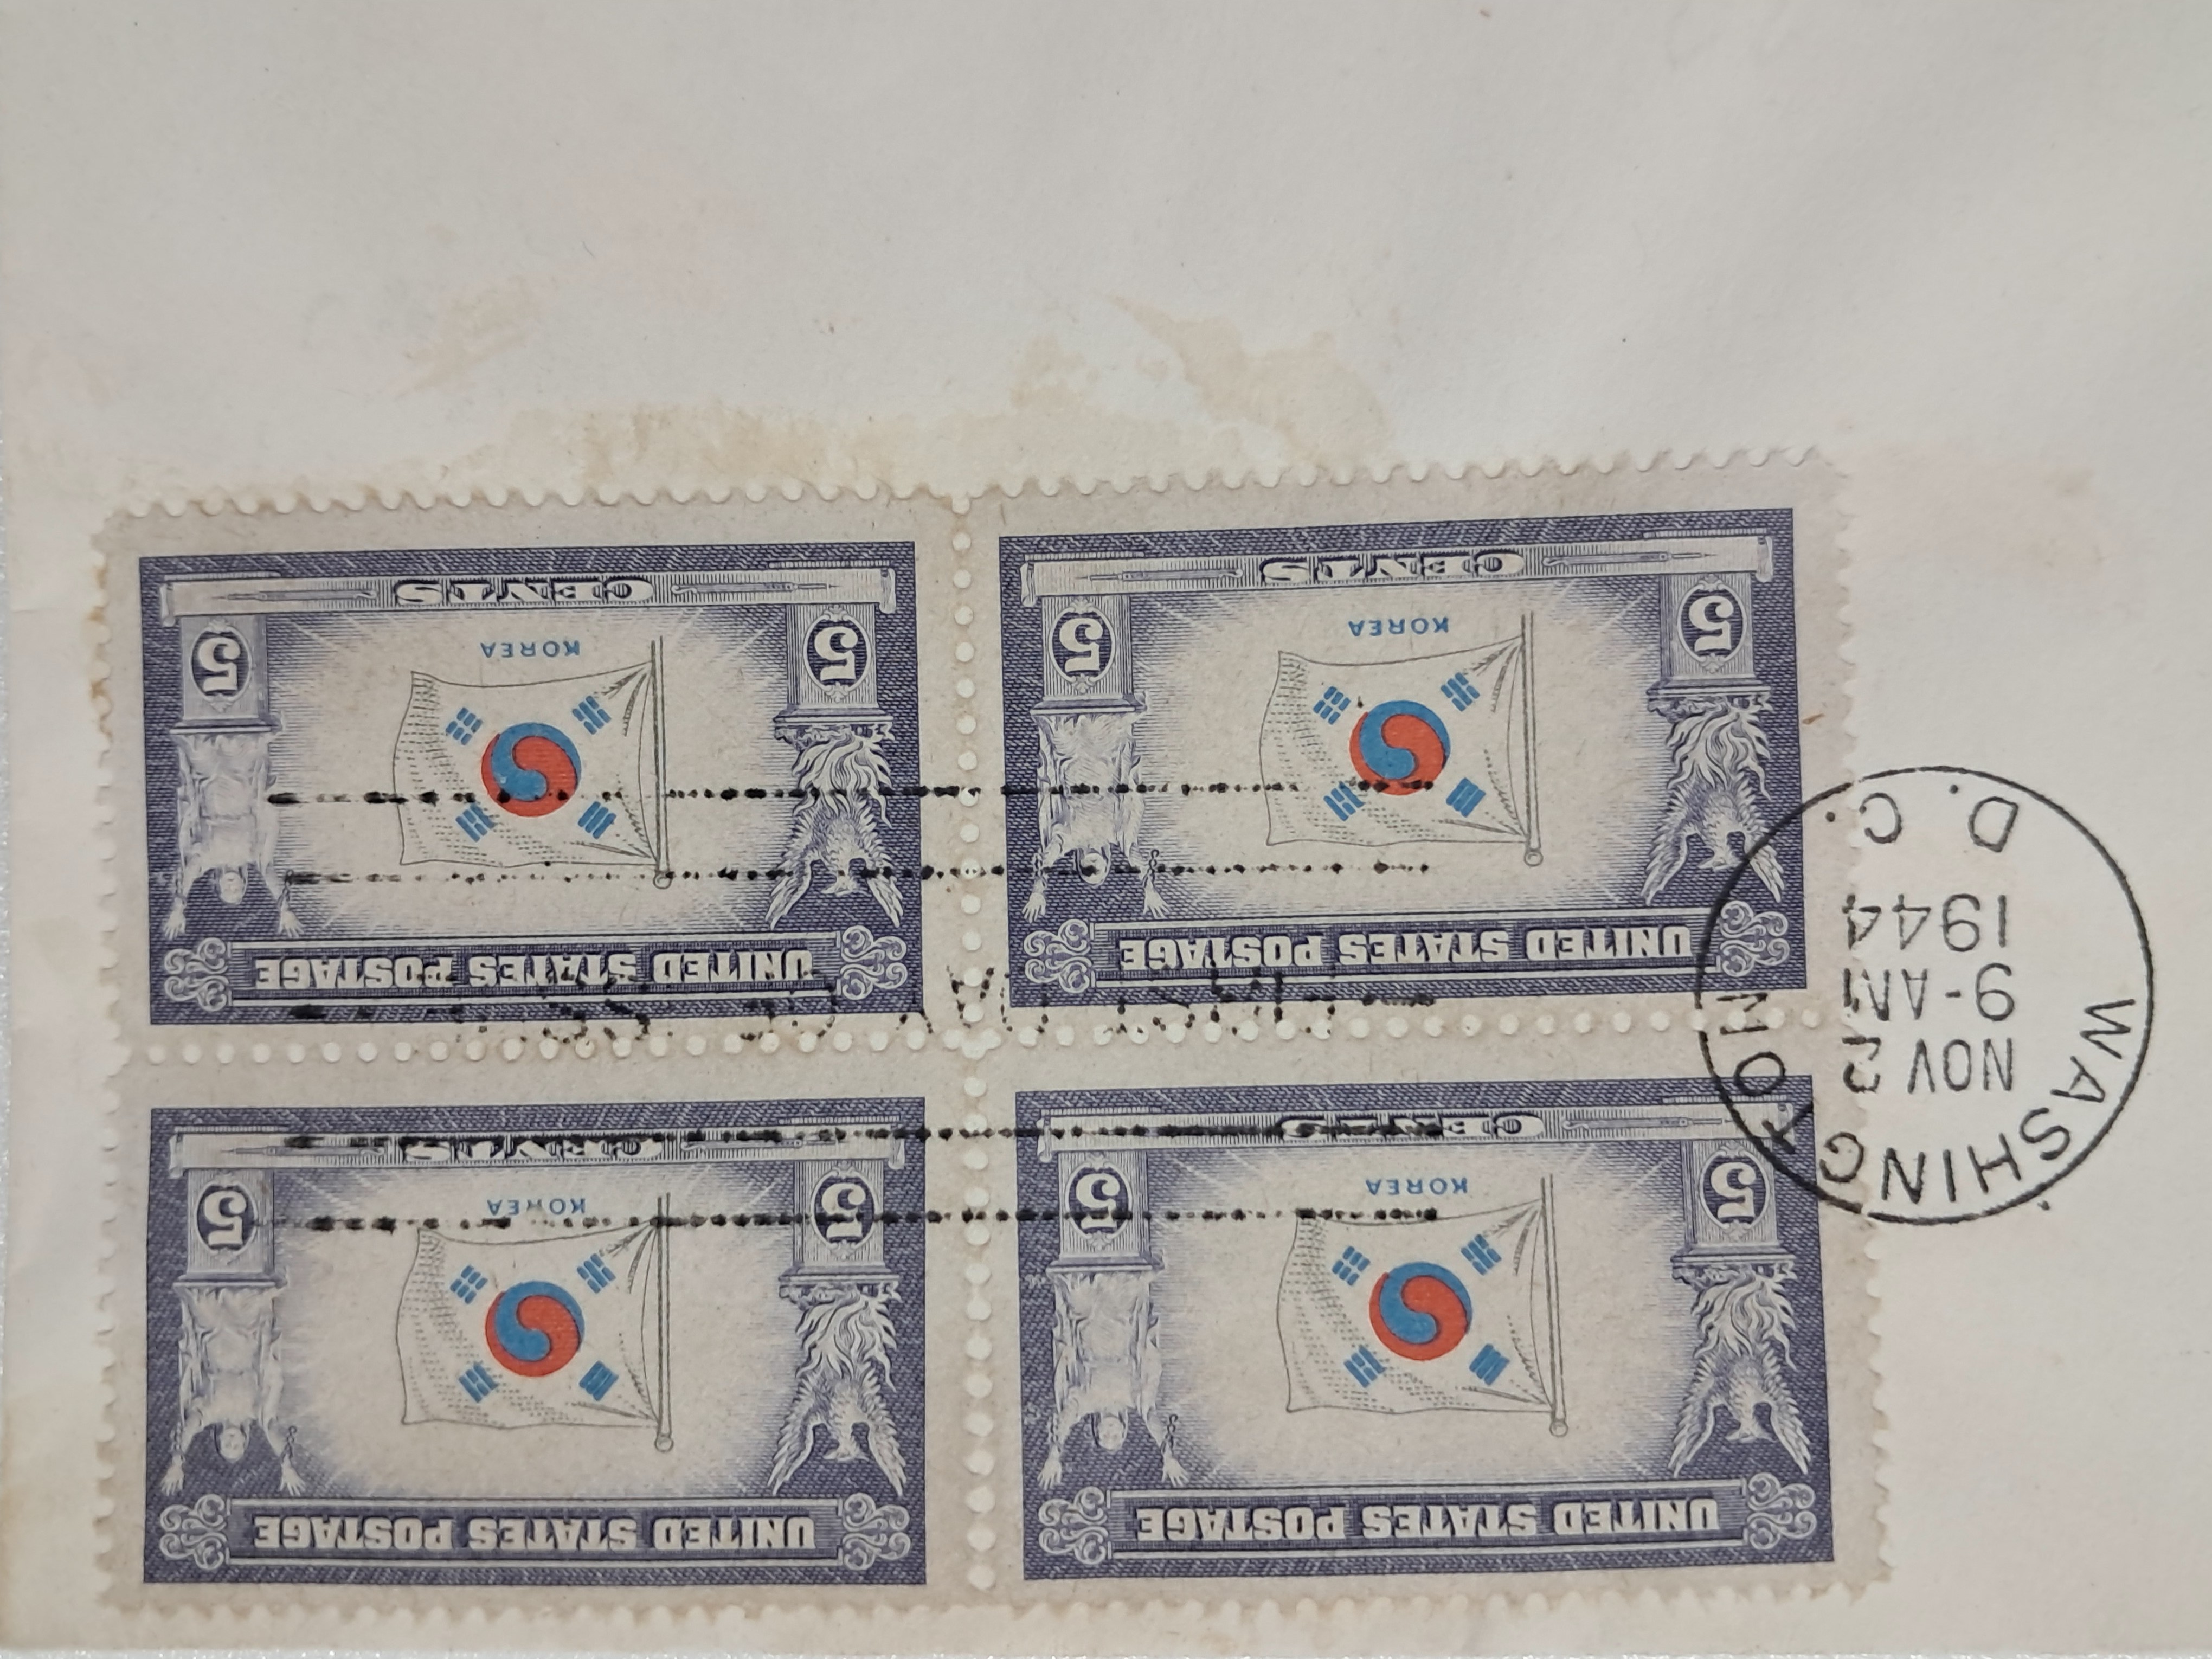 WASHINGTON
NOV 2
9-AM
1944
D. C.
UNITED STATES POSTAGE
KOREA
5 5
CENTS
UNITED STATES POSTAGE
KOREA
5 5
CENTS
UNITED STATES POSTAGE
KOREA
5 5
CENTS
UNITED STATES POSTAGE
KOREA
5 5
CENTS